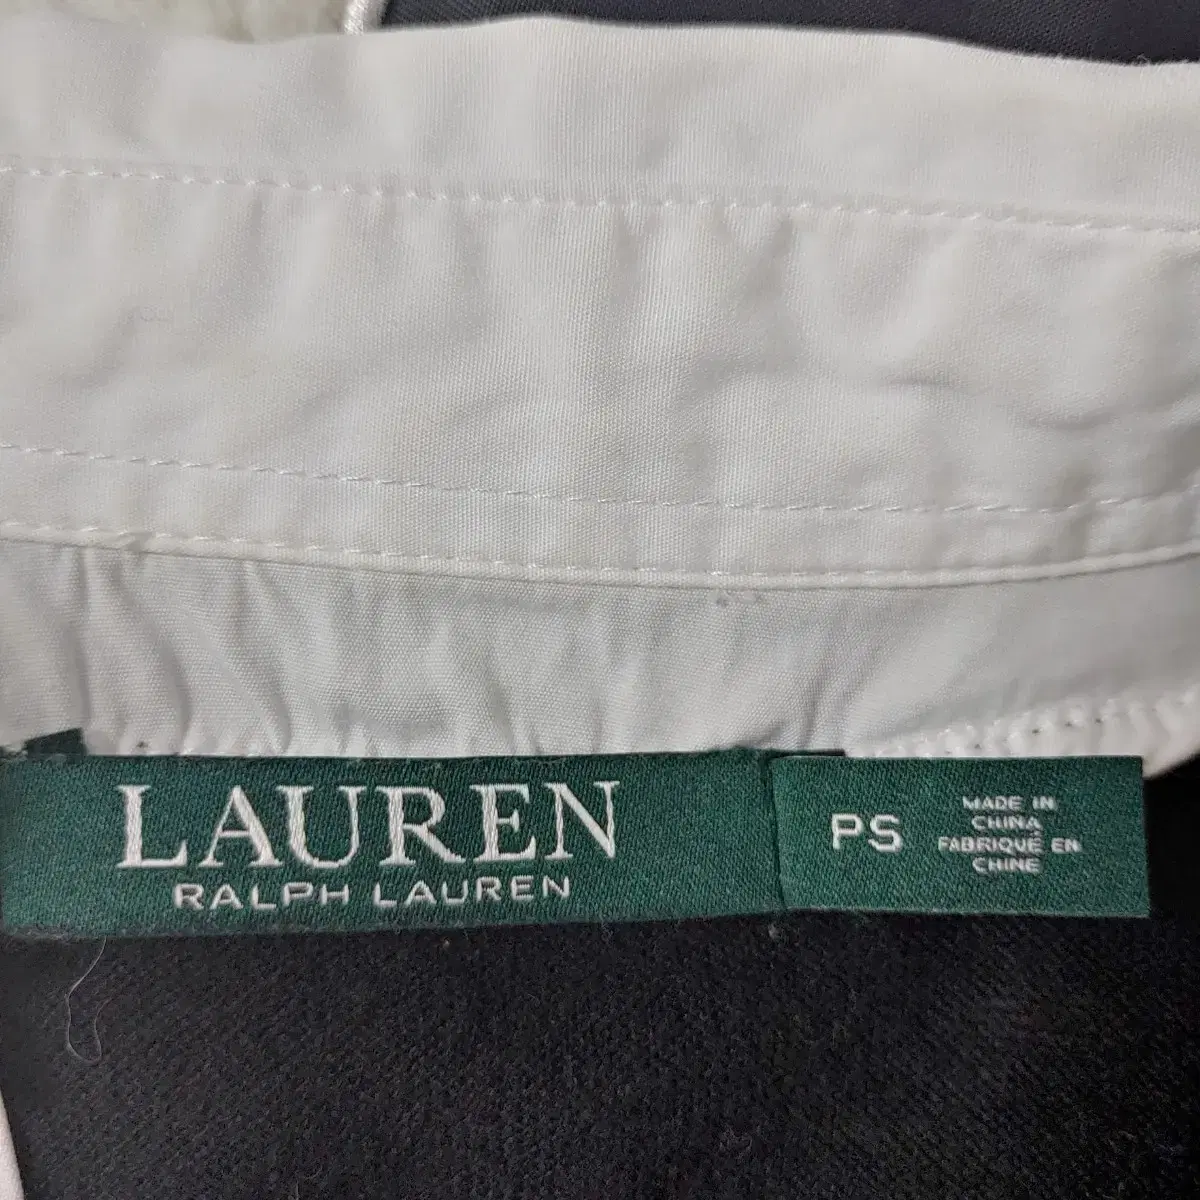 LAUREN
RALPH LAUREN
PS
MADE IN
CHINA
FABRIQUÉ EN
CHINE